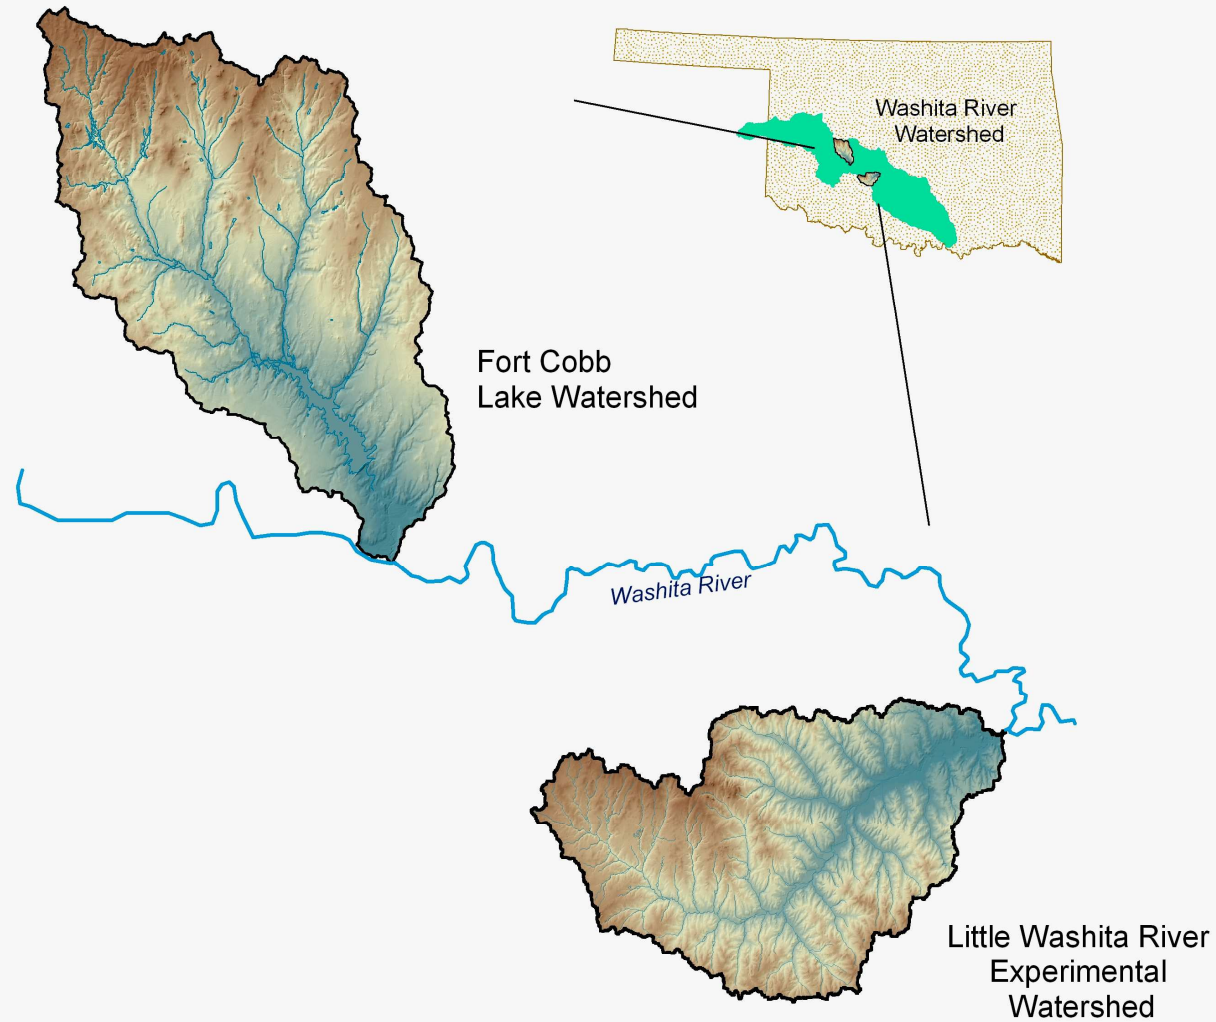 Washita River
Watershed
Fort Cobb
Lake Watershed
Washita River
Little Washita River
Experimental
Watershed